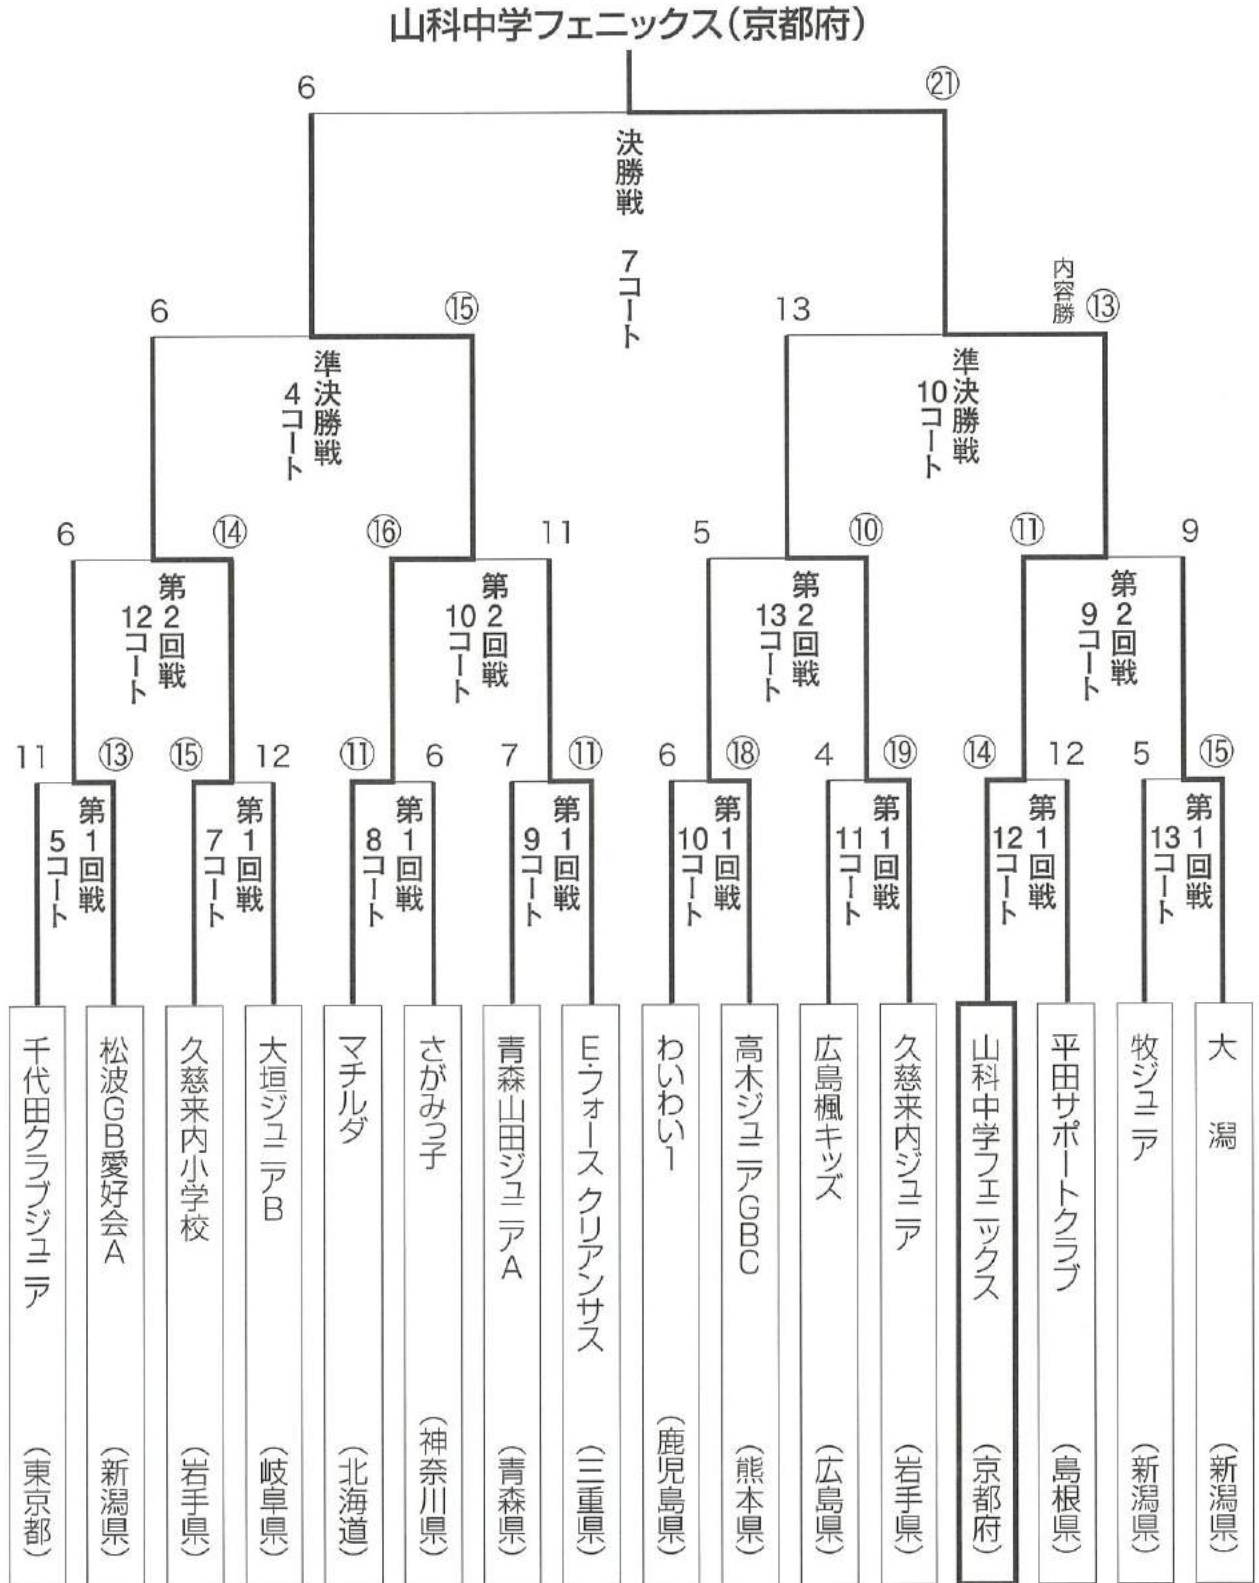 山科中学フェニックス(京都府)
6
㉑
決勝戦 7コート
6
⑮
13
内容勝
⑬
準決勝戦
4コート
準決勝戦
10コート
6
⑭
⑯
11
5
⑩
⑪
9
第2回戦
12コート
第2回戦
10コート
第2回戦
13コート
第2回戦
9コート
11
⑬
⑮
12
⑪
6
7
⑪
6
⑱
4
⑲
⑭
12
5
⑮
第1回戦
5コート
第1回戦
7コート
第1回戦
8コート
第1回戦
9コート
第1回戦
10コート
第1回戦
11コート
第1回戦
12コート
第1回戦
13コート
千代田クラブジュニア (東京都)
松波GB愛好会A (新潟県)
久慈来内小学校 (岩手県)
大垣ジュニアB (岐阜県)
マチルダ (北海道)
さがみっ子 (神奈川県)
青森山田ジュニアA (青森県)
E・フォース クリアンサス (三重県)
わいわい1 (鹿児島県)
高木ジュニアGBC (熊本県)
広島楓キッズ (広島県)
久慈来内ジュニア (岩手県)
山科中学フェニックス (京都府)
平田サポートクラブ (島根県)
牧ジュニア (新潟県)
大 潟 (新潟県)